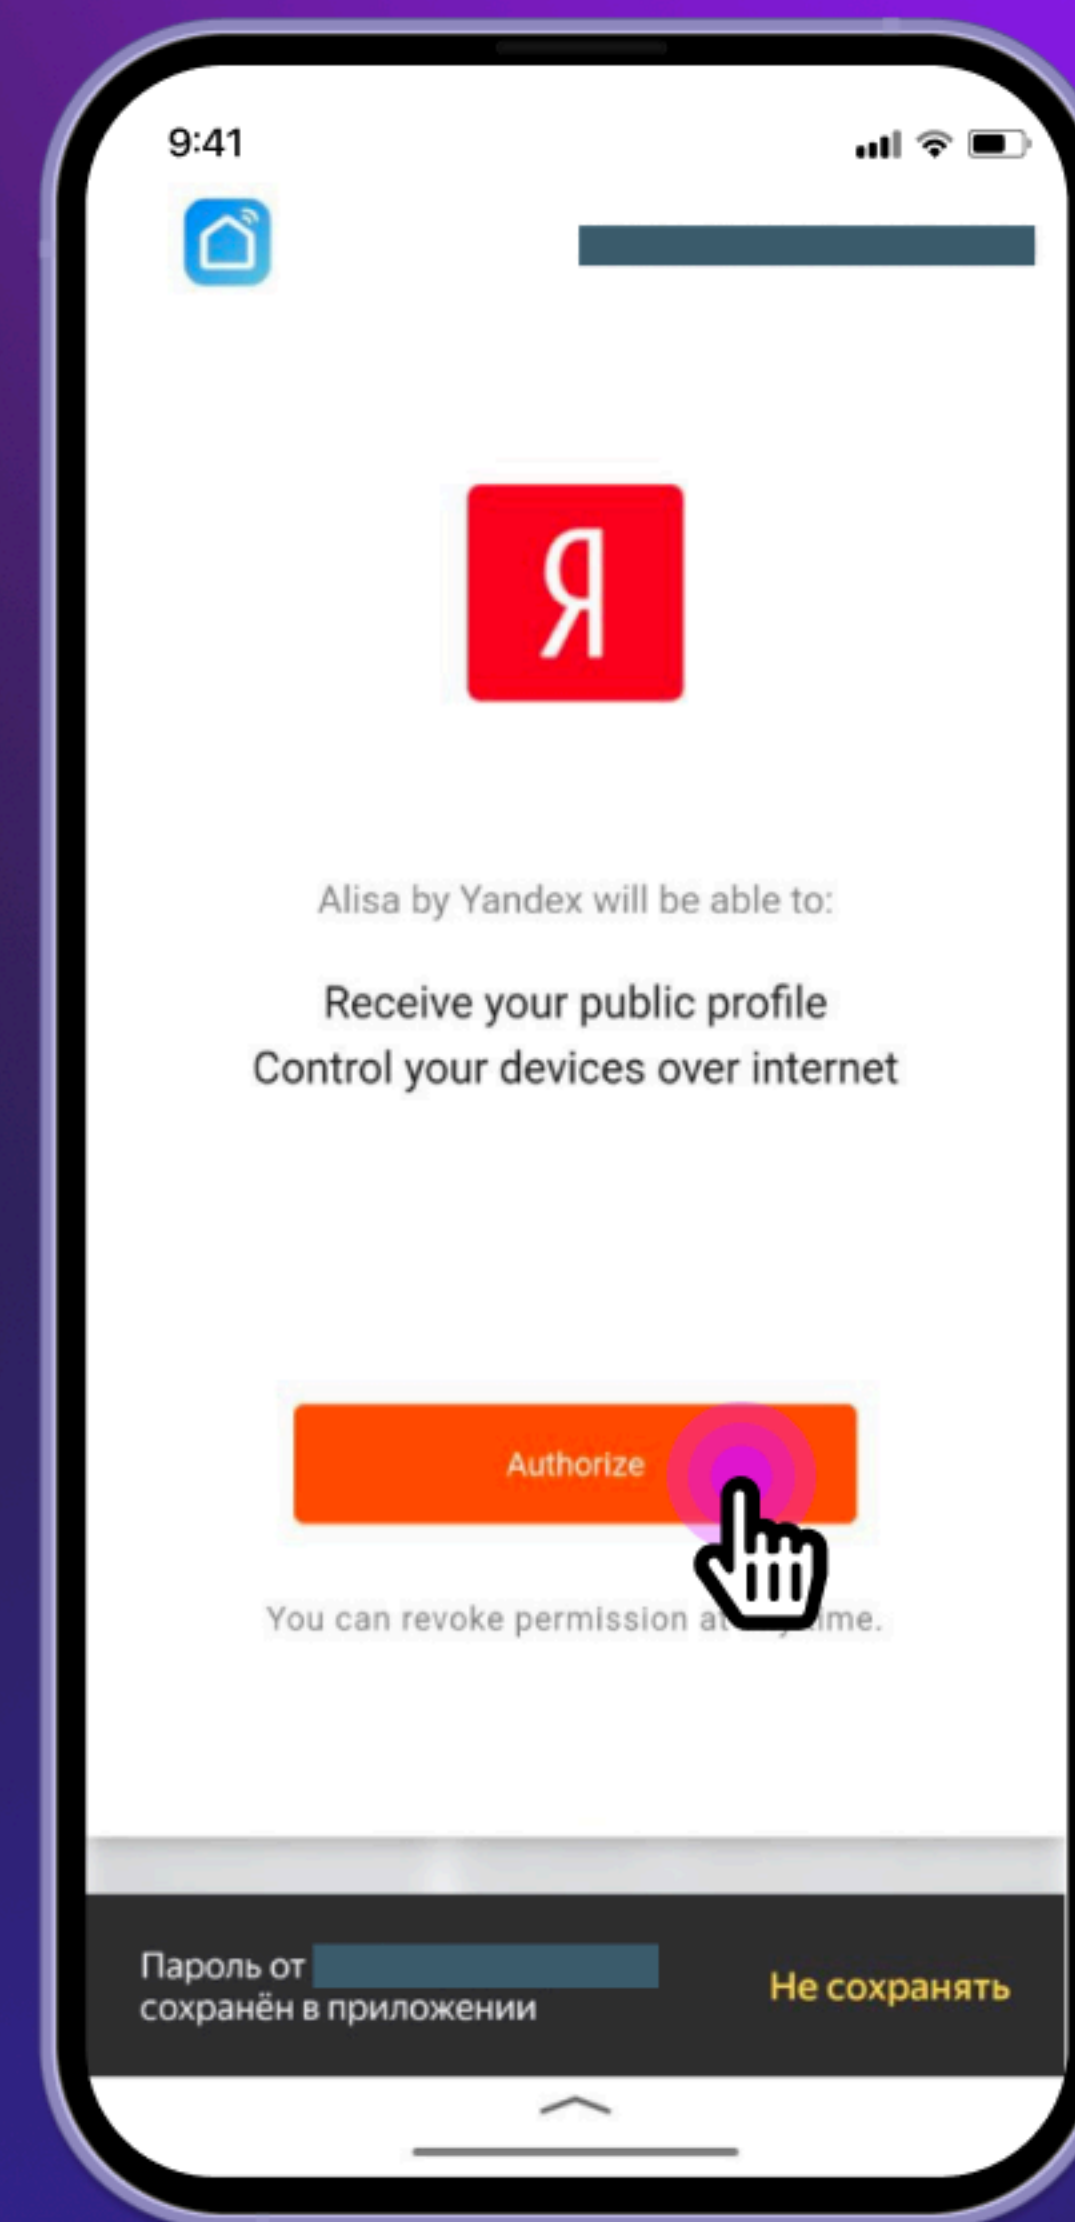 9:41
Я
Alisa by Yandex will be able to:
Receive your public profile
Control your devices over internet
Authorize
You can revoke permission at
Пароль от
сохранён в приложении
Не сохранять